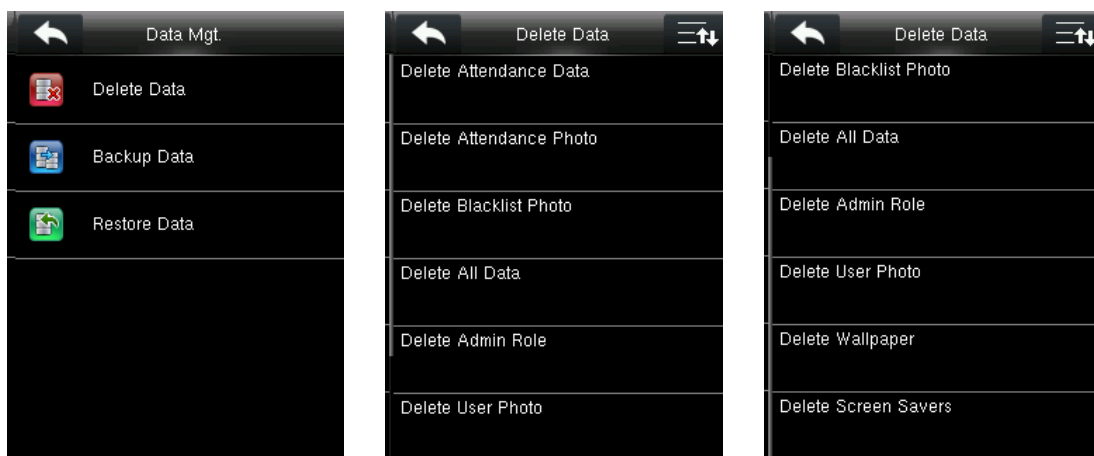 Data Mgt.
Delete Data
Backup Data
Restore Data
Delete Data
Delete Attendance Data
Delete Attendance Photo
Delete Blacklist Photo
Delete All Data
Delete Admin Role
Delete User Photo
Delete Data
Delete Blacklist Photo
Delete All Data
Delete Admin Role
Delete User Photo
Delete Wallpaper
Delete Screen Savers